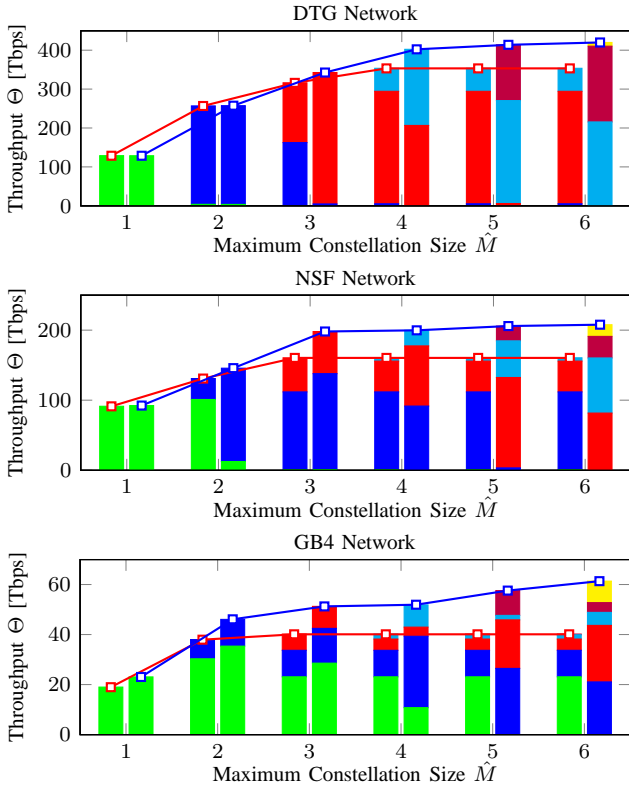 DTG Network
Throughput Θ [Tbps]
400
300
200
100
0
1 2 3 4 5 6
Maximum Constellation Size M̂
NSF Network
Throughput Θ [Tbps]
200
100
0
1 2 3 4 5 6
Maximum Constellation Size M̂
GB4 Network
Throughput Θ [Tbps]
60
40
20
0
1 2 3 4 5 6
Maximum Constellation Size M̂